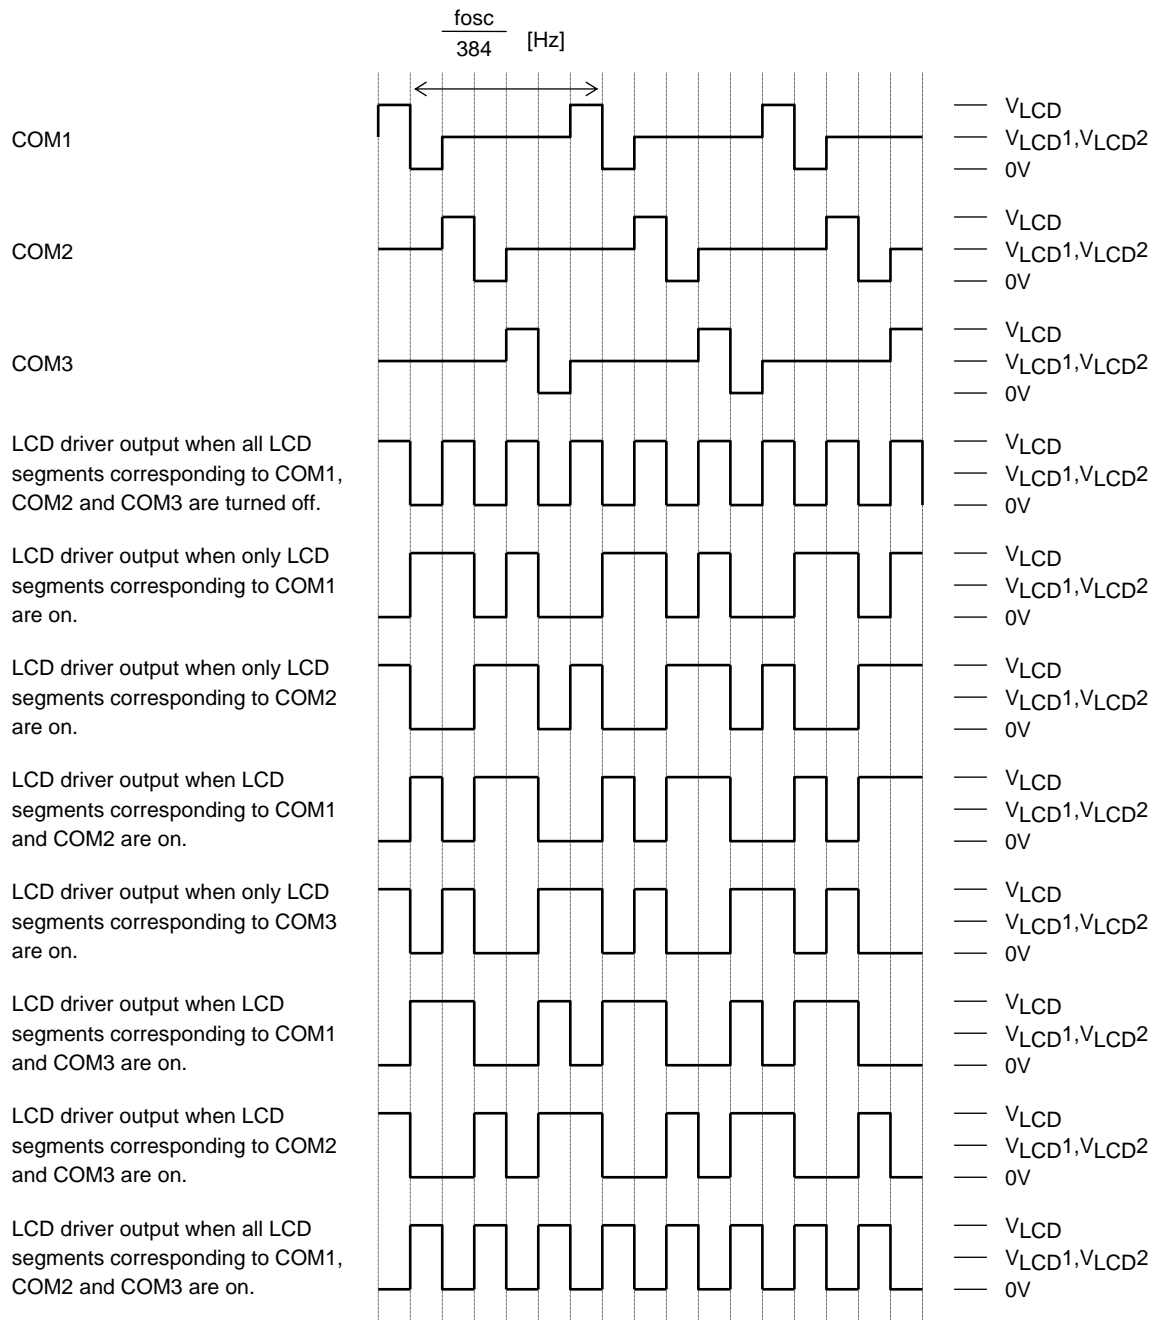 fosc
384
[Hz]
COM1
VLCD
VLCD1,VLCD2
0V
COM2
VLCD
VLCD1,VLCD2
0V
COM3
VLCD
VLCD1,VLCD2
0V
LCD driver output when all LCD
segments corresponding to COM1,
COM2 and COM3 are turned off.
VLCD
VLCD1,VLCD2
0V
LCD driver output when only LCD
segments corresponding to COM1
are on.
VLCD
VLCD1,VLCD2
0V
LCD driver output when only LCD
segments corresponding to COM2
are on.
VLCD
VLCD1,VLCD2
0V
LCD driver output when LCD
segments corresponding to COM1
and COM2 are on.
VLCD
VLCD1,VLCD2
0V
LCD driver output when only LCD
segments corresponding to COM3
are on.
VLCD
VLCD1,VLCD2
0V
LCD driver output when LCD
segments corresponding to COM1
and COM3 are on.
VLCD
VLCD1,VLCD2
0V
LCD driver output when LCD
segments corresponding to COM2
and COM3 are on.
VLCD
VLCD1,VLCD2
0V
LCD driver output when all LCD
segments corresponding to COM1,
COM2 and COM3 are on.
VLCD
VLCD1,VLCD2
0V